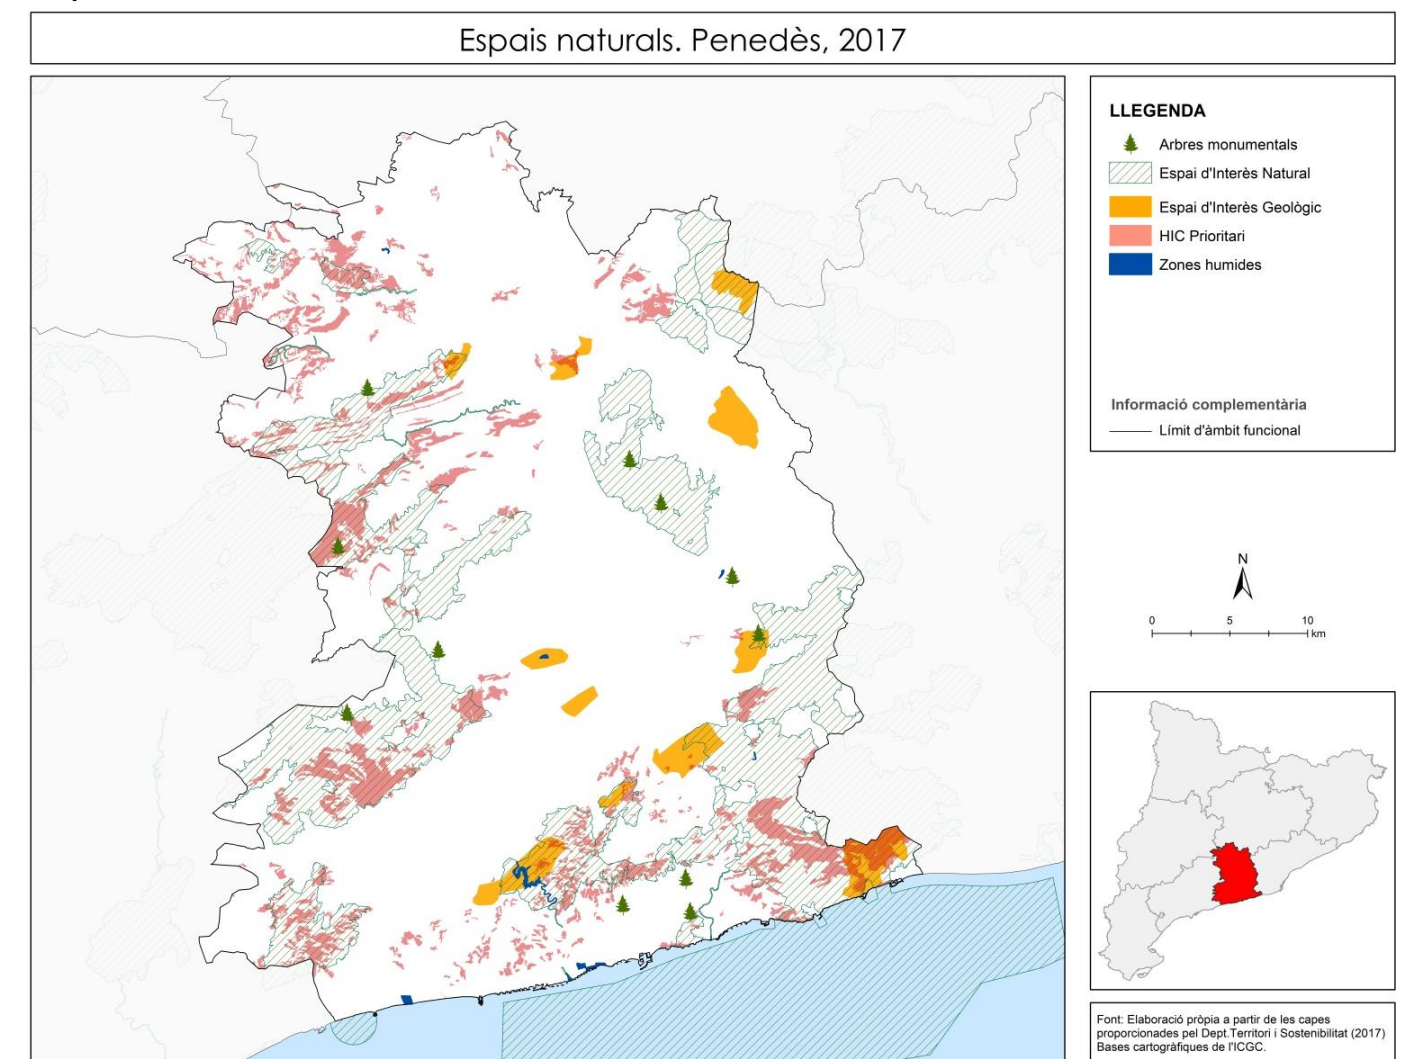 Espais naturals. Penedès, 2017
LLEGENDA
Arbres monumentals
Espai d'Interès Natural
Espai d'Interès Geològic
HIC Prioritari
Zones humides
Informació complementària
Límit d'àmbit funcional
N
0 5 10
km
Font: Elaboració pròpia a partir de les capes
proporcionades pel Dept.Territori i Sostenibilitat (2017)
Bases cartogràfiques de l'ICGC.